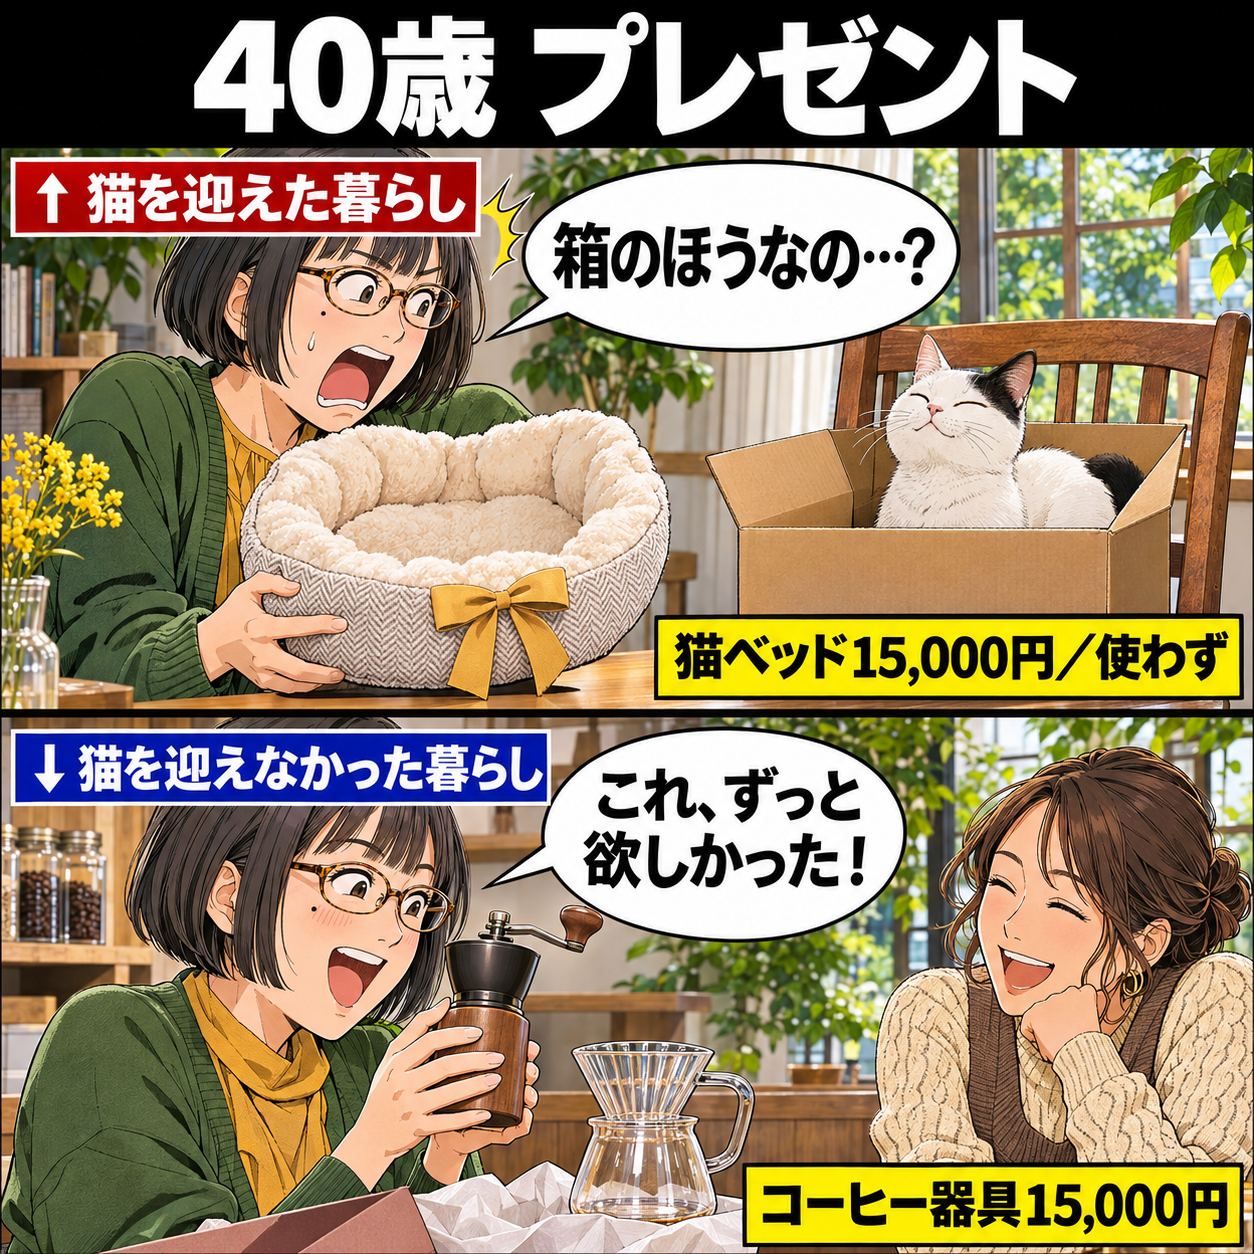 40歳 プレゼント
↑ 猫を迎えた暮らし
箱のほうなの…?
猫ベッド15,000円／使わず
↓ 猫を迎えなかった暮らし
これ、ずっと
欲しかった!
コーヒー器具15,000円